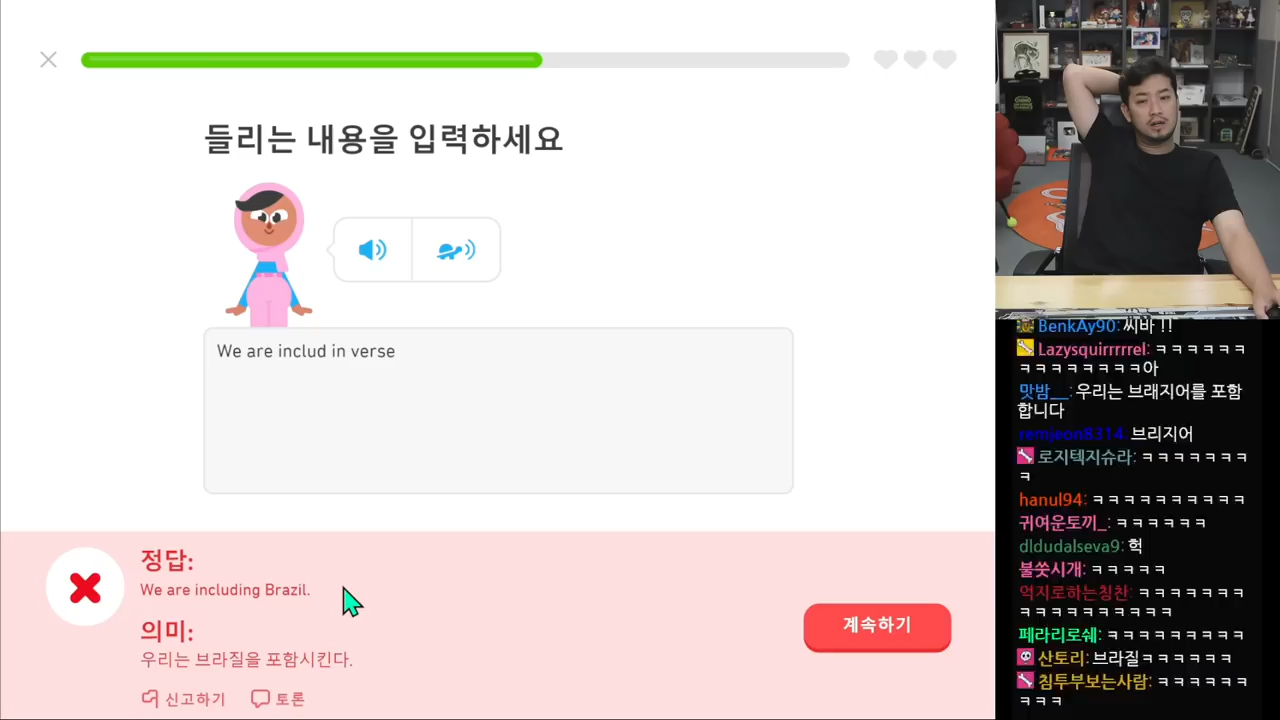 들리는 내용을 입력하세요
We are includ in verse
정답:
We are including Brazil.
의미:
우리는 브라질을 포함시킨다.
신고하기
토론
계속하기
BenkAy90: 씨바 !!
Lazysquirrrrrel: ㅋㅋㅋㅋㅋㅋ
ㅋㅋㅋㅋㅋㅋㅋㅋ아
맛밤__: 우리는 브래지어를 포함
합니다
remjeon8314: 브리지어
로지텍지슈라: ㅋㅋㅋㅋㅋㅋㅋ
ㅋ
hanul94: ㅋㅋㅋㅋㅋㅋㅋㅋㅋㅋ
귀여운토끼_: ㅋㅋㅋㅋㅋㅋ
dldudalseva9: 헉
불쏫시개: ㅋㅋㅋㅋㅋ
억지로하는칭찬: ㅋㅋㅋㅋㅋㅋㅋ
ㅋㅋㅋㅋㅋㅋㅋㅋㅋㅋ
페라리로쉐: ㅋㅋㅋㅋㅋㅋㅋㅋㅋ
산토리: 브라질ㅋㅋㅋㅋㅋㅋ
침투부보는사람: ㅋㅋㅋㅋㅋㅋ
ㅋㅋㅋ